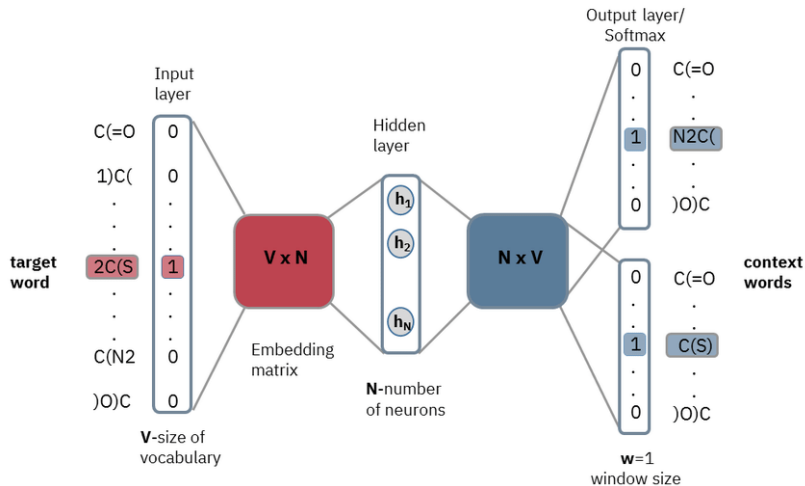 Input
layer
C(=O
0
1)C(
0
.
.
.
.
.
.
target
word
2C(S
1
.
.
.
.
.
.
C(N2
0
)O)C
0
V-size of
vocabulary
V x N
Embedding
matrix
Hidden
layer
h1
h2
hN
N-number
of neurons
N x V
Output layer/
Softmax
0
C(=O
.
.
.
.
1
N2C(
.
.
.
.
0
)O)C
context
words
0
C(=O
.
.
.
.
1
C(S)
.
.
.
.
0
)O)C
w=1
window size